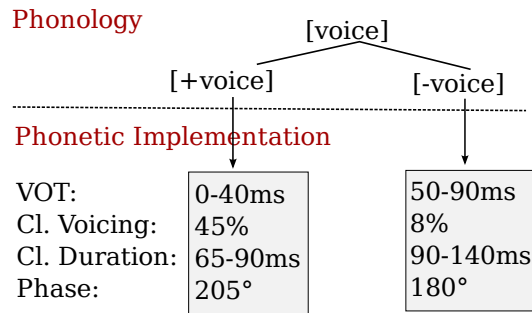 Phonology
[voice]
[+voice] [-voice]
Phonetic Implementation
VOT: 0-40ms 50-90ms
Cl. Voicing: 45% 8%
Cl. Duration: 65-90ms 90-140ms
Phase: 205° 180°